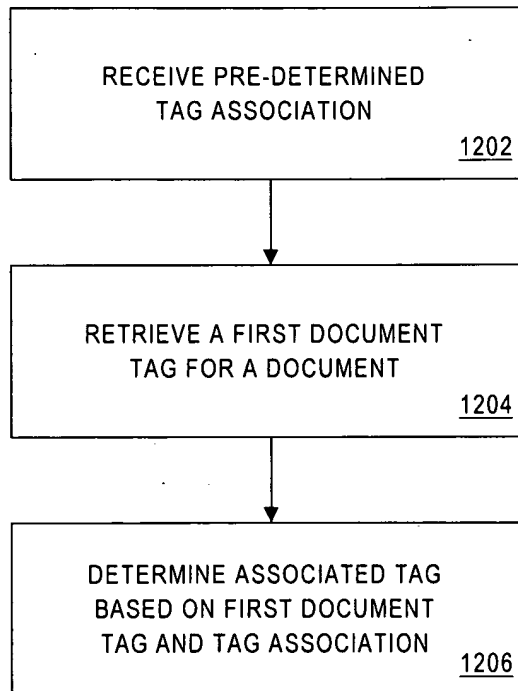 RECEIVE PRE-DETERMINED
TAG ASSOCIATION
1202
RETRIEVE A FIRST DOCUMENT
TAG FOR A DOCUMENT
1204
DETERMINE ASSOCIATED TAG
BASED ON FIRST DOCUMENT
TAG AND TAG ASSOCIATION
1206